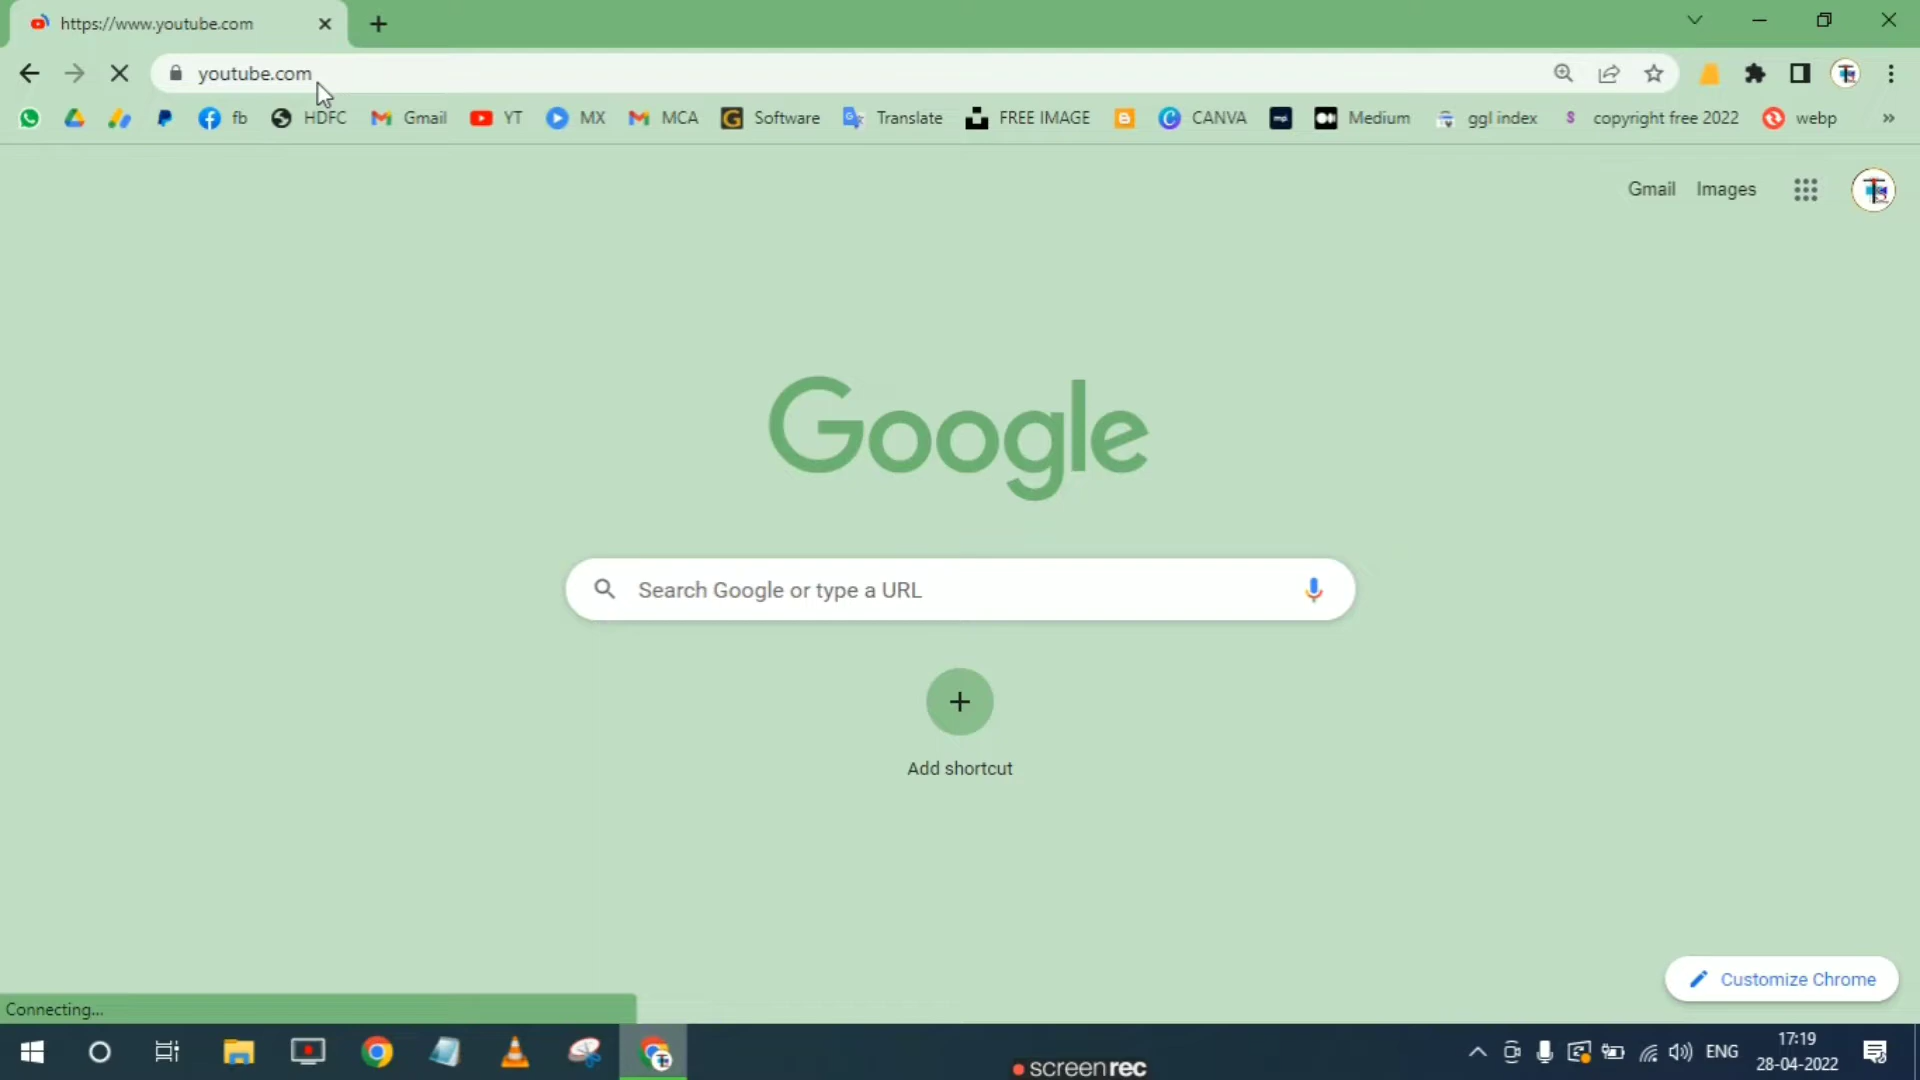 https://www.youtube.com
youtube.com
fb HDFC Gmail YT MX MCA Software Translate FREE IMAGE CANVA Medium ggl index copyright free 2022 webp
Gmail Images
Google
Search Google or type a URL
Add shortcut
Customize Chrome
Connecting...
ENG
17:19
28-04-2022
screenrec